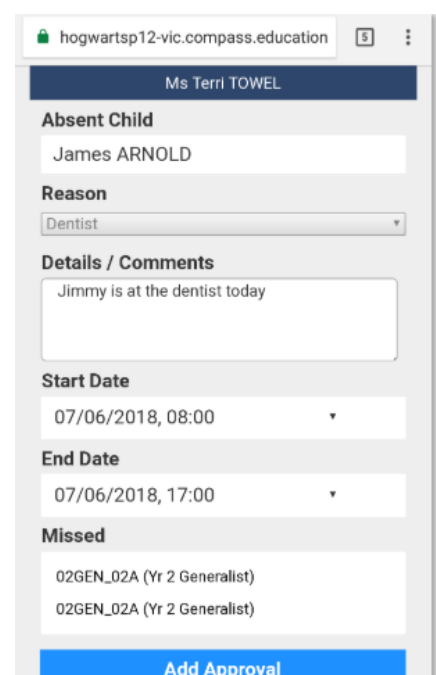 hogwartsp12-vic.compass.education 5
Ms Terri TOWEL
Absent Child
James ARNOLD
Reason
Dentist
Details / Comments
Jimmy is at the dentist today
Start Date
07/06/2018, 08:00
End Date
07/06/2018, 17:00
Missed
02GEN_02A (Yr 2 Generalist)
02GEN_02A (Yr 2 Generalist)
Add Approval